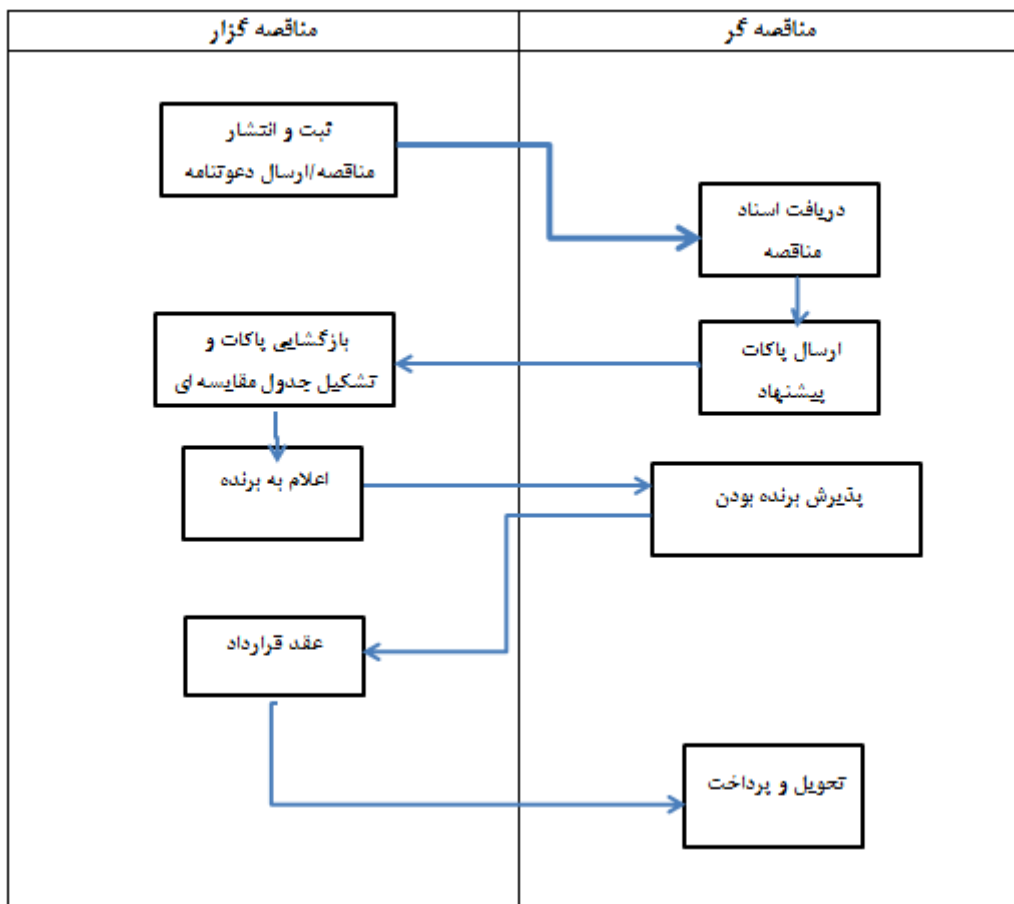 مناقصه گر
مناقصه گزار
ثبت و انتشار
مناقصه/ارسال دعوتنامه
دریافت اسناد
مناقصه
ارسال پاکات
پیشنهاد
بازگشایی پاکات و
تشکیل جدول مقایسه ای
اعلام به برنده
پذیرش برنده بودن
عقد قرارداد
تحویل و پرداخت